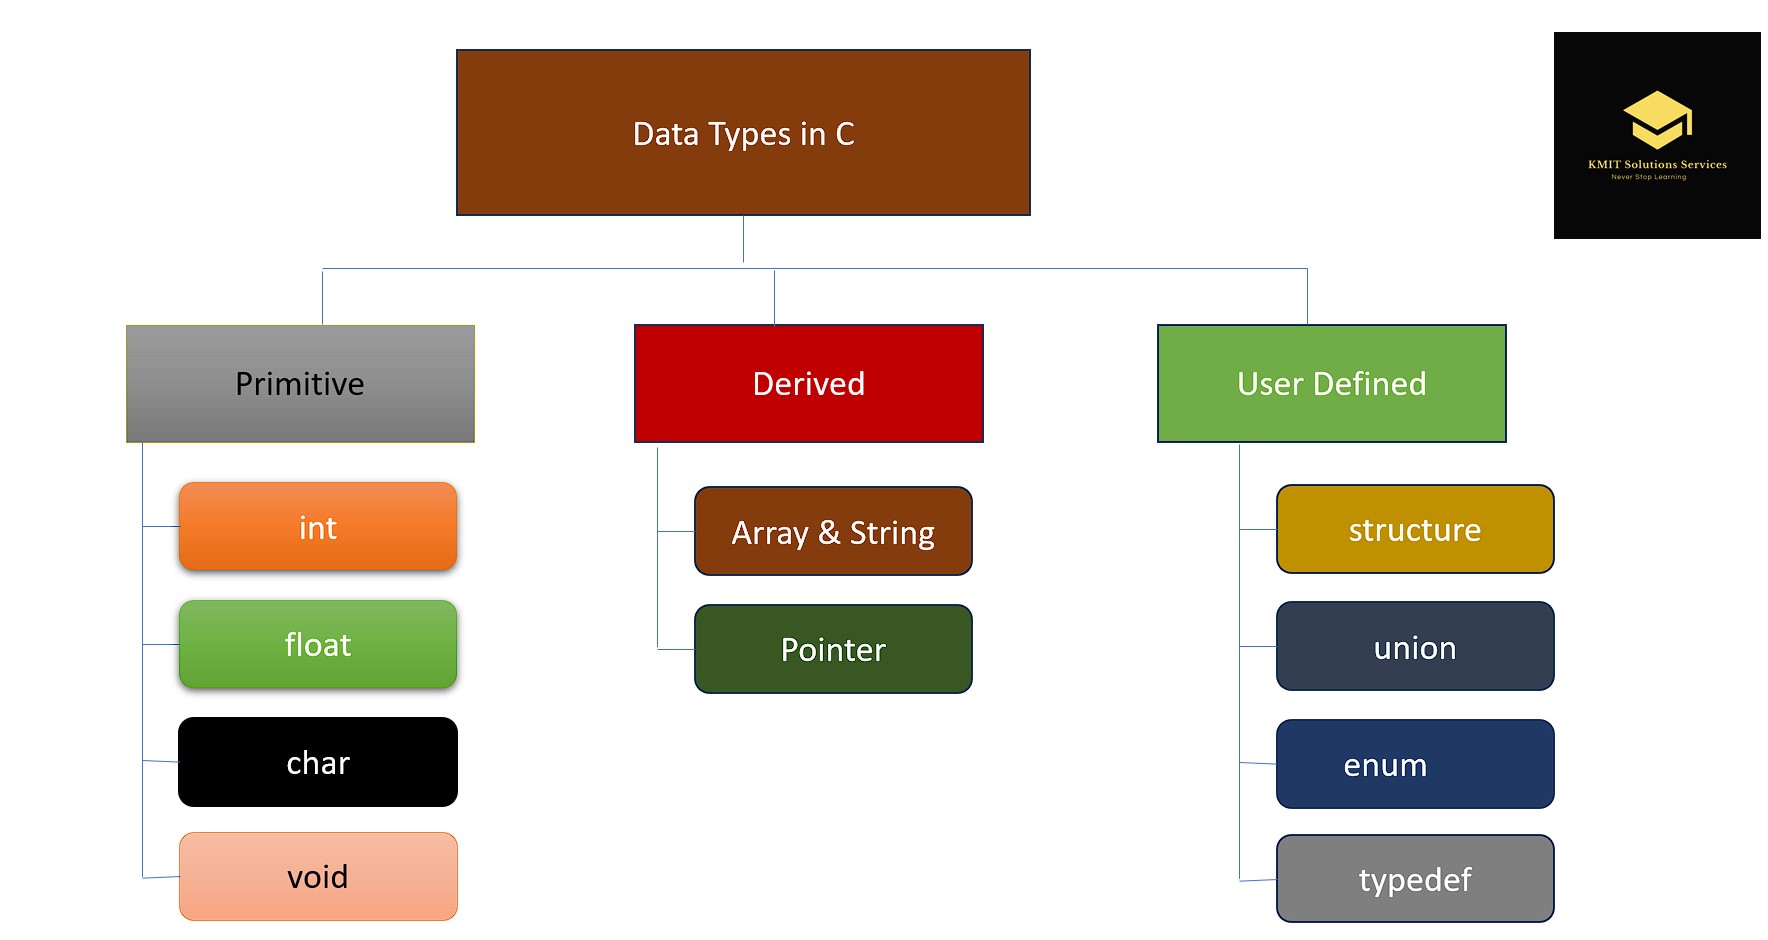 Data Types in C
KMIT Solutions Services
Never Stop Learning
Primitive
Derived
User Defined
int
float
char
void
Array & String
Pointer
structure
union
enum
typedef